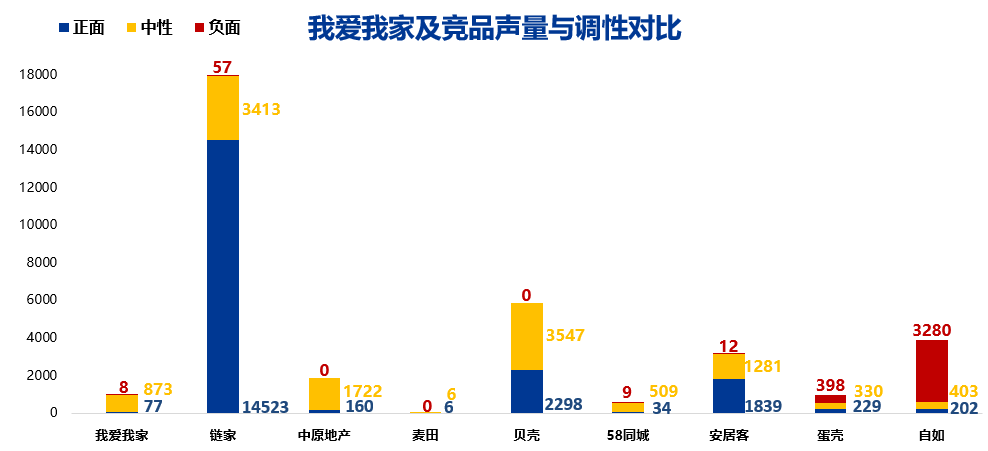 我爱我家及竞品声量与调性对比
正面 中性 负面
18000
16000
14000
12000
10000
8000
6000
4000
2000
0
8 873 77
57 3413 14523
0 1722 160
0 6 6
0 3547 2298
9 509 34
12 1281 1839
398 330 229
3280 403 202
我爱我家 链家 中原地产 麦田 贝壳 58同城 安居客 蛋壳 自如